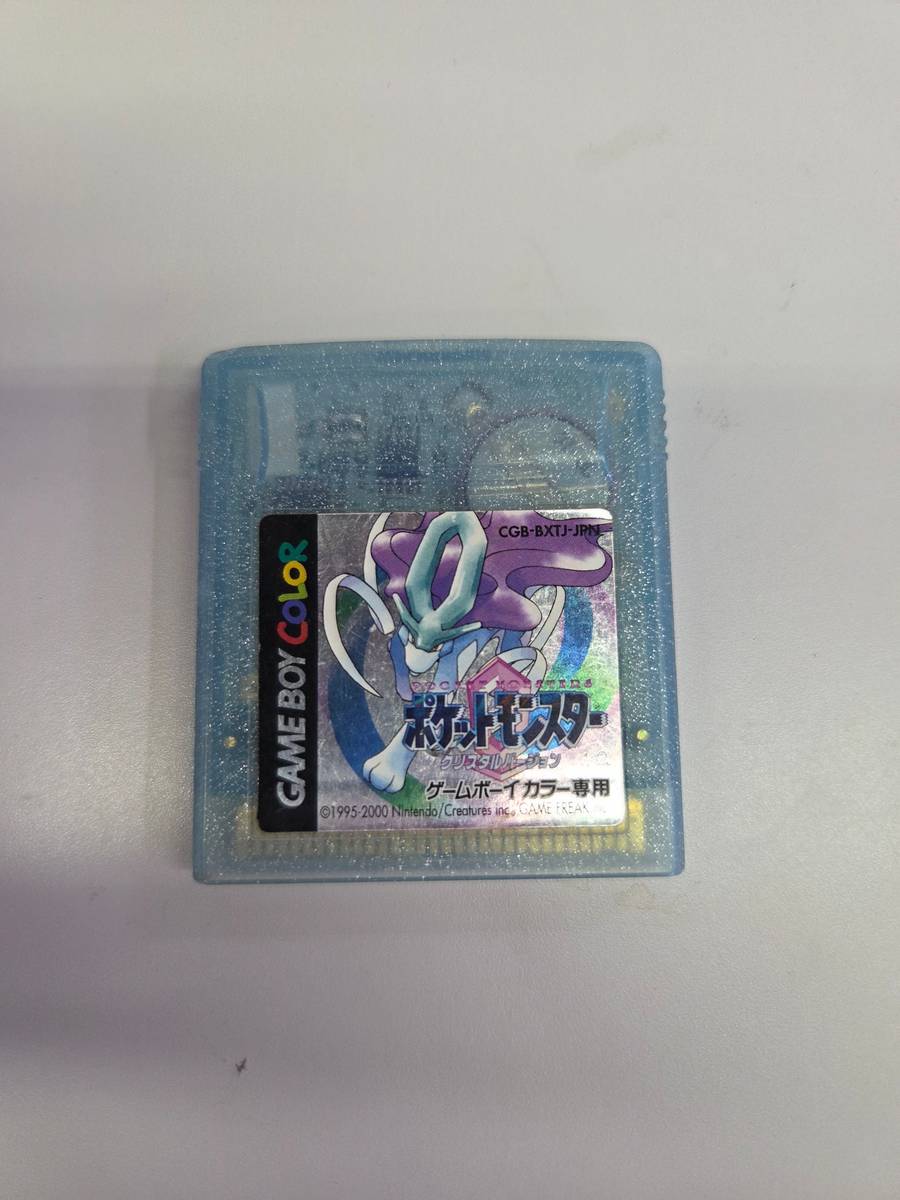 CGB-BXTJ-JPN
GAME BOY COLOR
POCKET MONSTERS
ポケットモンスター
クリスタルバージョン
ゲームボーイカラー専用
©1995-2000 Nintendo/Creatures inc./GAME FREAK inc.